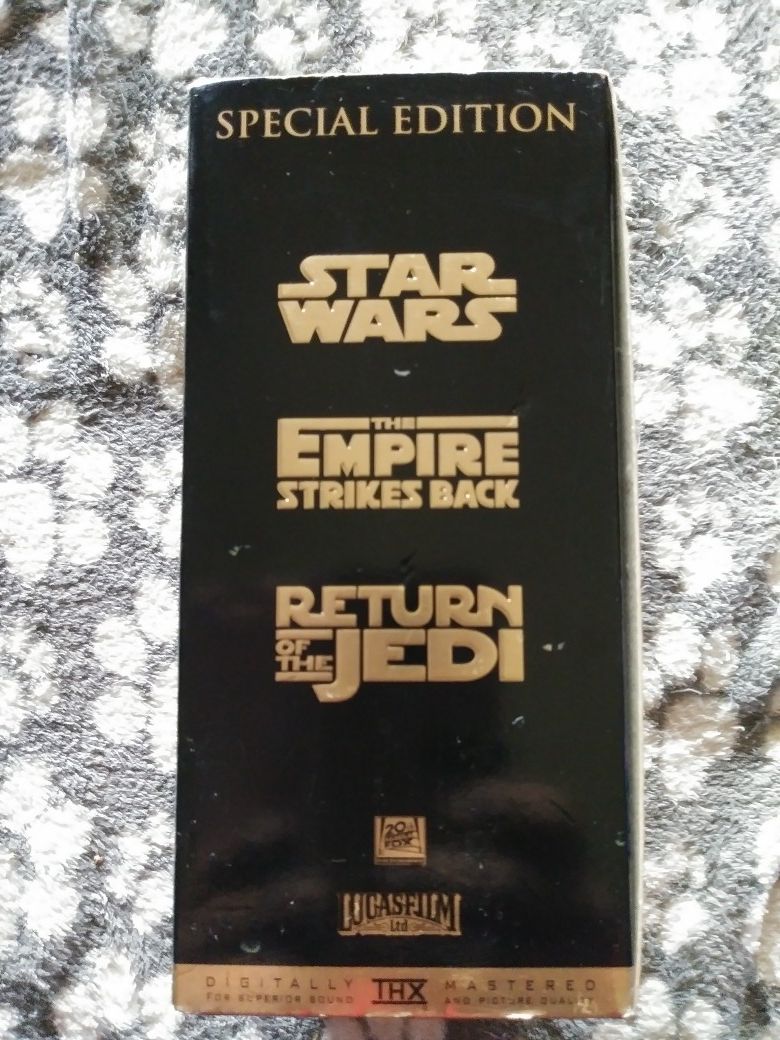 SPECIAL EDITION
STAR
WARS
THE
EMPIRE
STRIKES BACK
RETURN
OF THE JEDI
20th
Century
FOX
LUCASFILM
Ltd
DIGITALLY THX MASTERED
FOR SUPERIOR SOUND AND PICTURE QUALITY